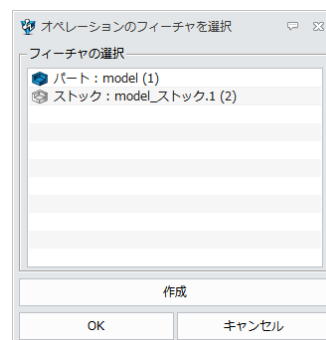 オペレーションのフィーチャを選択
フィーチャの選択
パート：model (1)
ストック：model_ストック.1 (2)
作成
OK
キャンセル